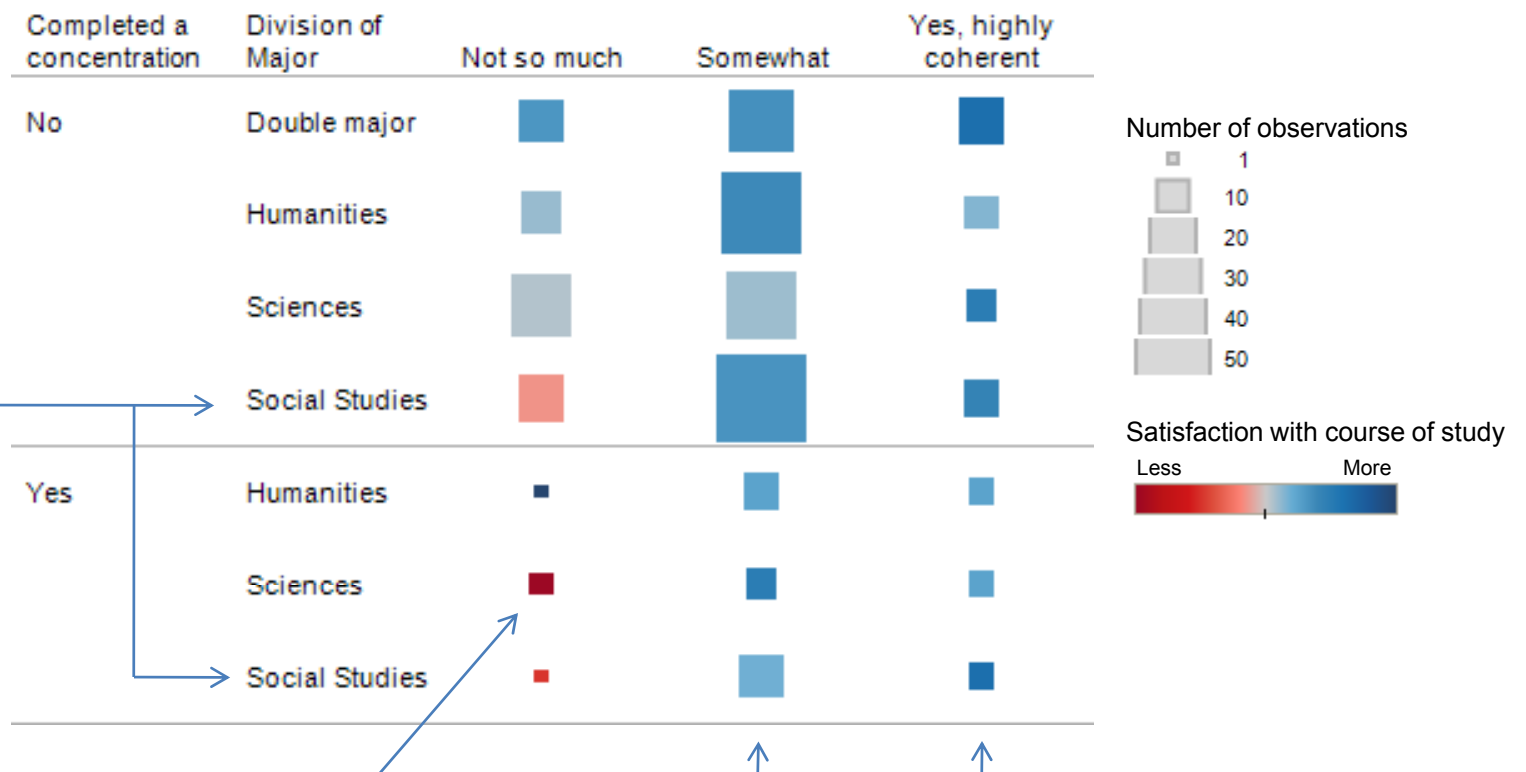 Completed a concentration
Division of Major
Not so much
Somewhat
Yes, highly coherent
No
Double major
Humanities
Sciences
Social Studies
Yes
Humanities
Sciences
Social Studies
Number of observations
1
10
20
30
40
50
Satisfaction with course of study
Less More